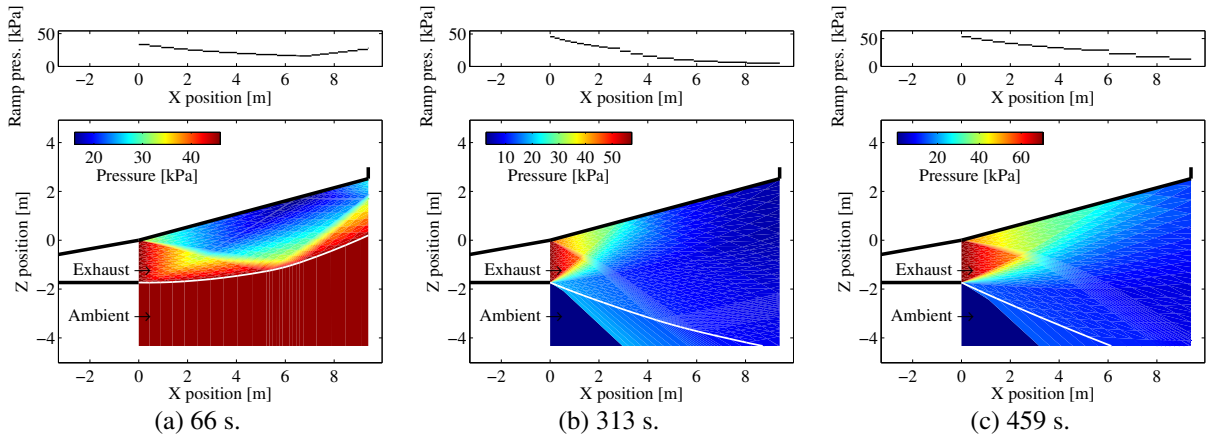 Ramp pres. [kPa]
50
0
−2 0 2 4 6 8
X position [m]
20 30 40
Pressure [kPa]
Z position [m]
4
2
0
−2
−4
Exhaust
Ambient
−2 0 2 4 6 8
X position [m]
(a) 66 s.
Ramp pres. [kPa]
50
0
−2 0 2 4 6 8
X position [m]
10 20 30 40 50
Pressure [kPa]
Z position [m]
4
2
0
−2
−4
Exhaust
Ambient
−2 0 2 4 6 8
X position [m]
(b) 313 s.
Ramp pres. [kPa]
50
0
−2 0 2 4 6 8
X position [m]
20 40 60
Pressure [kPa]
Z position [m]
4
2
0
−2
−4
Exhaust
Ambient
−2 0 2 4 6 8
X position [m]
(c) 459 s.